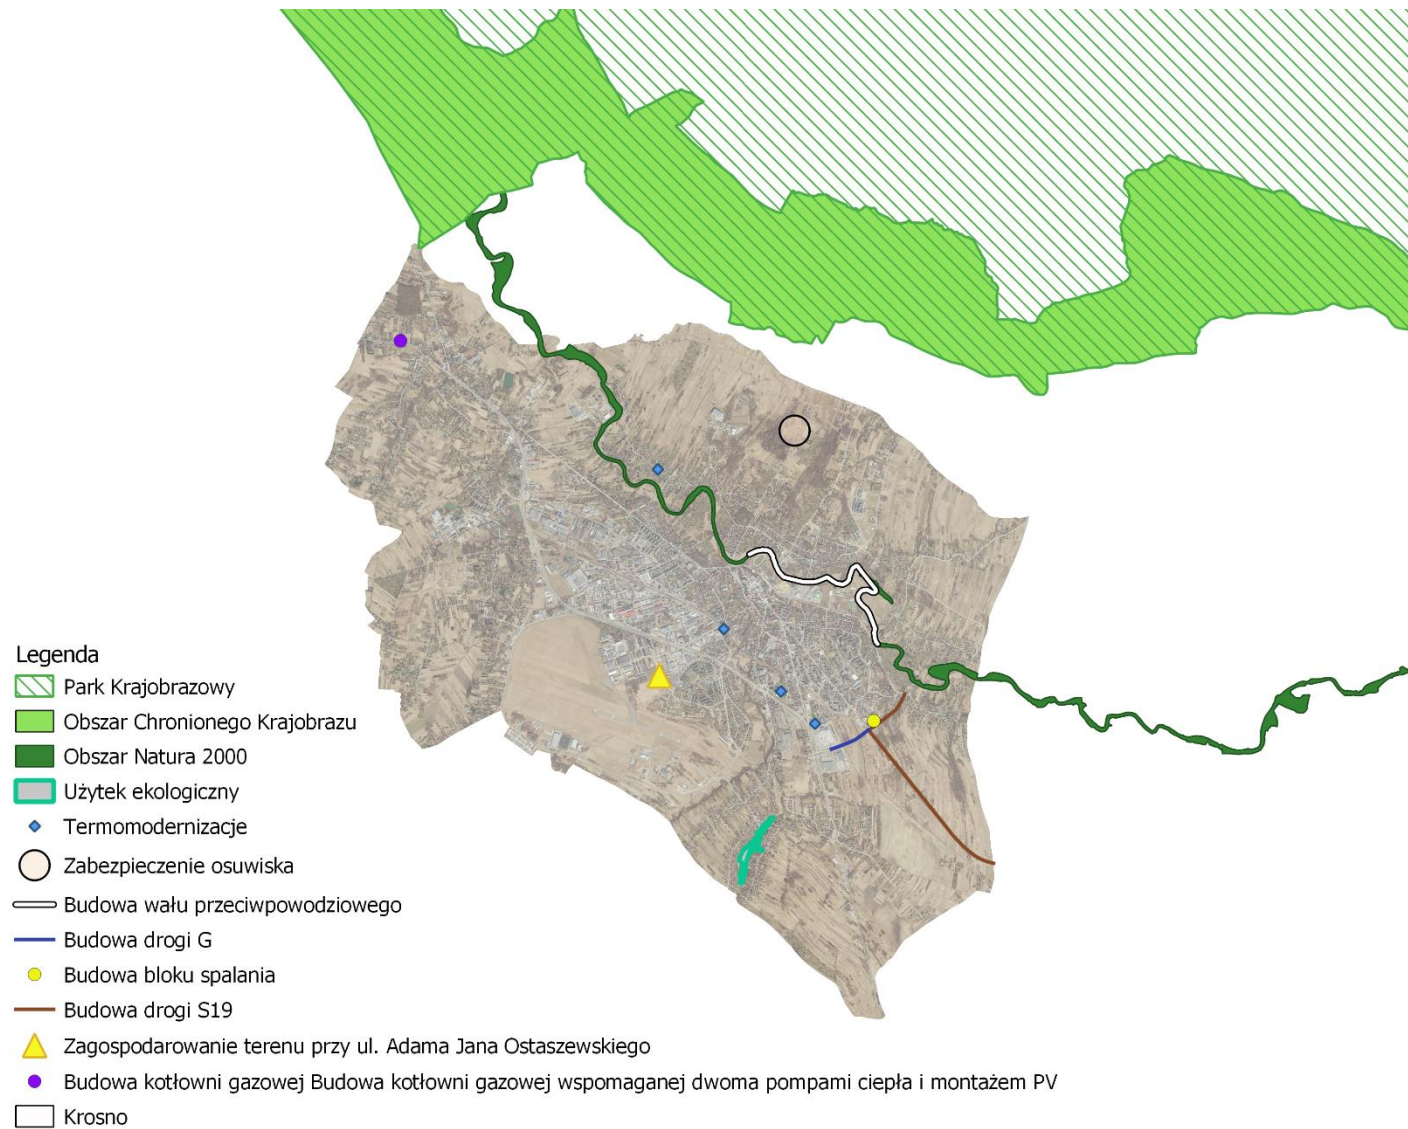 Legenda
Park Krajobrazowy
Obszar Chronionego Krajobrazu
Obszar Natura 2000
Użytek ekologiczny
Termomodernizacje
Zabezpieczenie osuwiska
Budowa wału przeciwpowodziowego
Budowa drogi G
Budowa bloku spalania
Budowa drogi S19
Zagospodarowanie terenu przy ul. Adama Jana Ostaszewskiego
Budowa kotłowni gazowej Budowa kotłowni gazowej wspomaganej dwoma pompami ciepła i montażem PV
Krosno